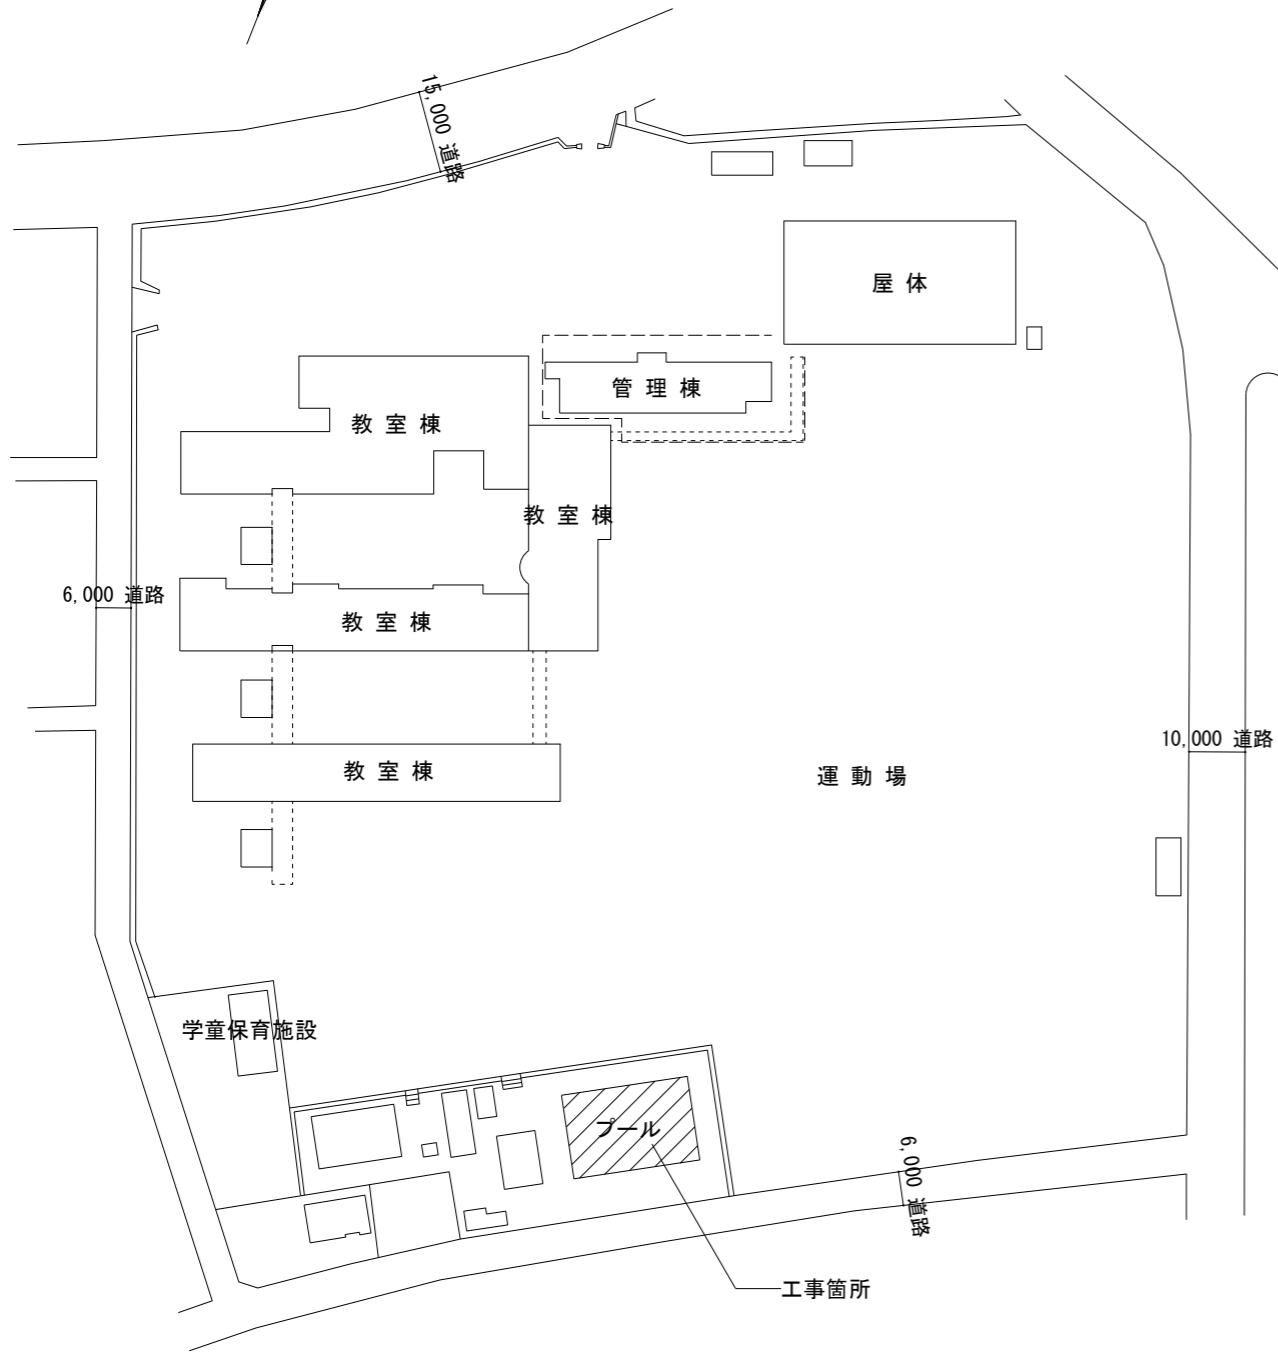 15,000 道路
屋体
管理棟
教室棟
教室棟
6,000 道路
教室棟
10,000 道路
教室棟
運動場
学童保育施設
プール
6,000 道路
工事箇所